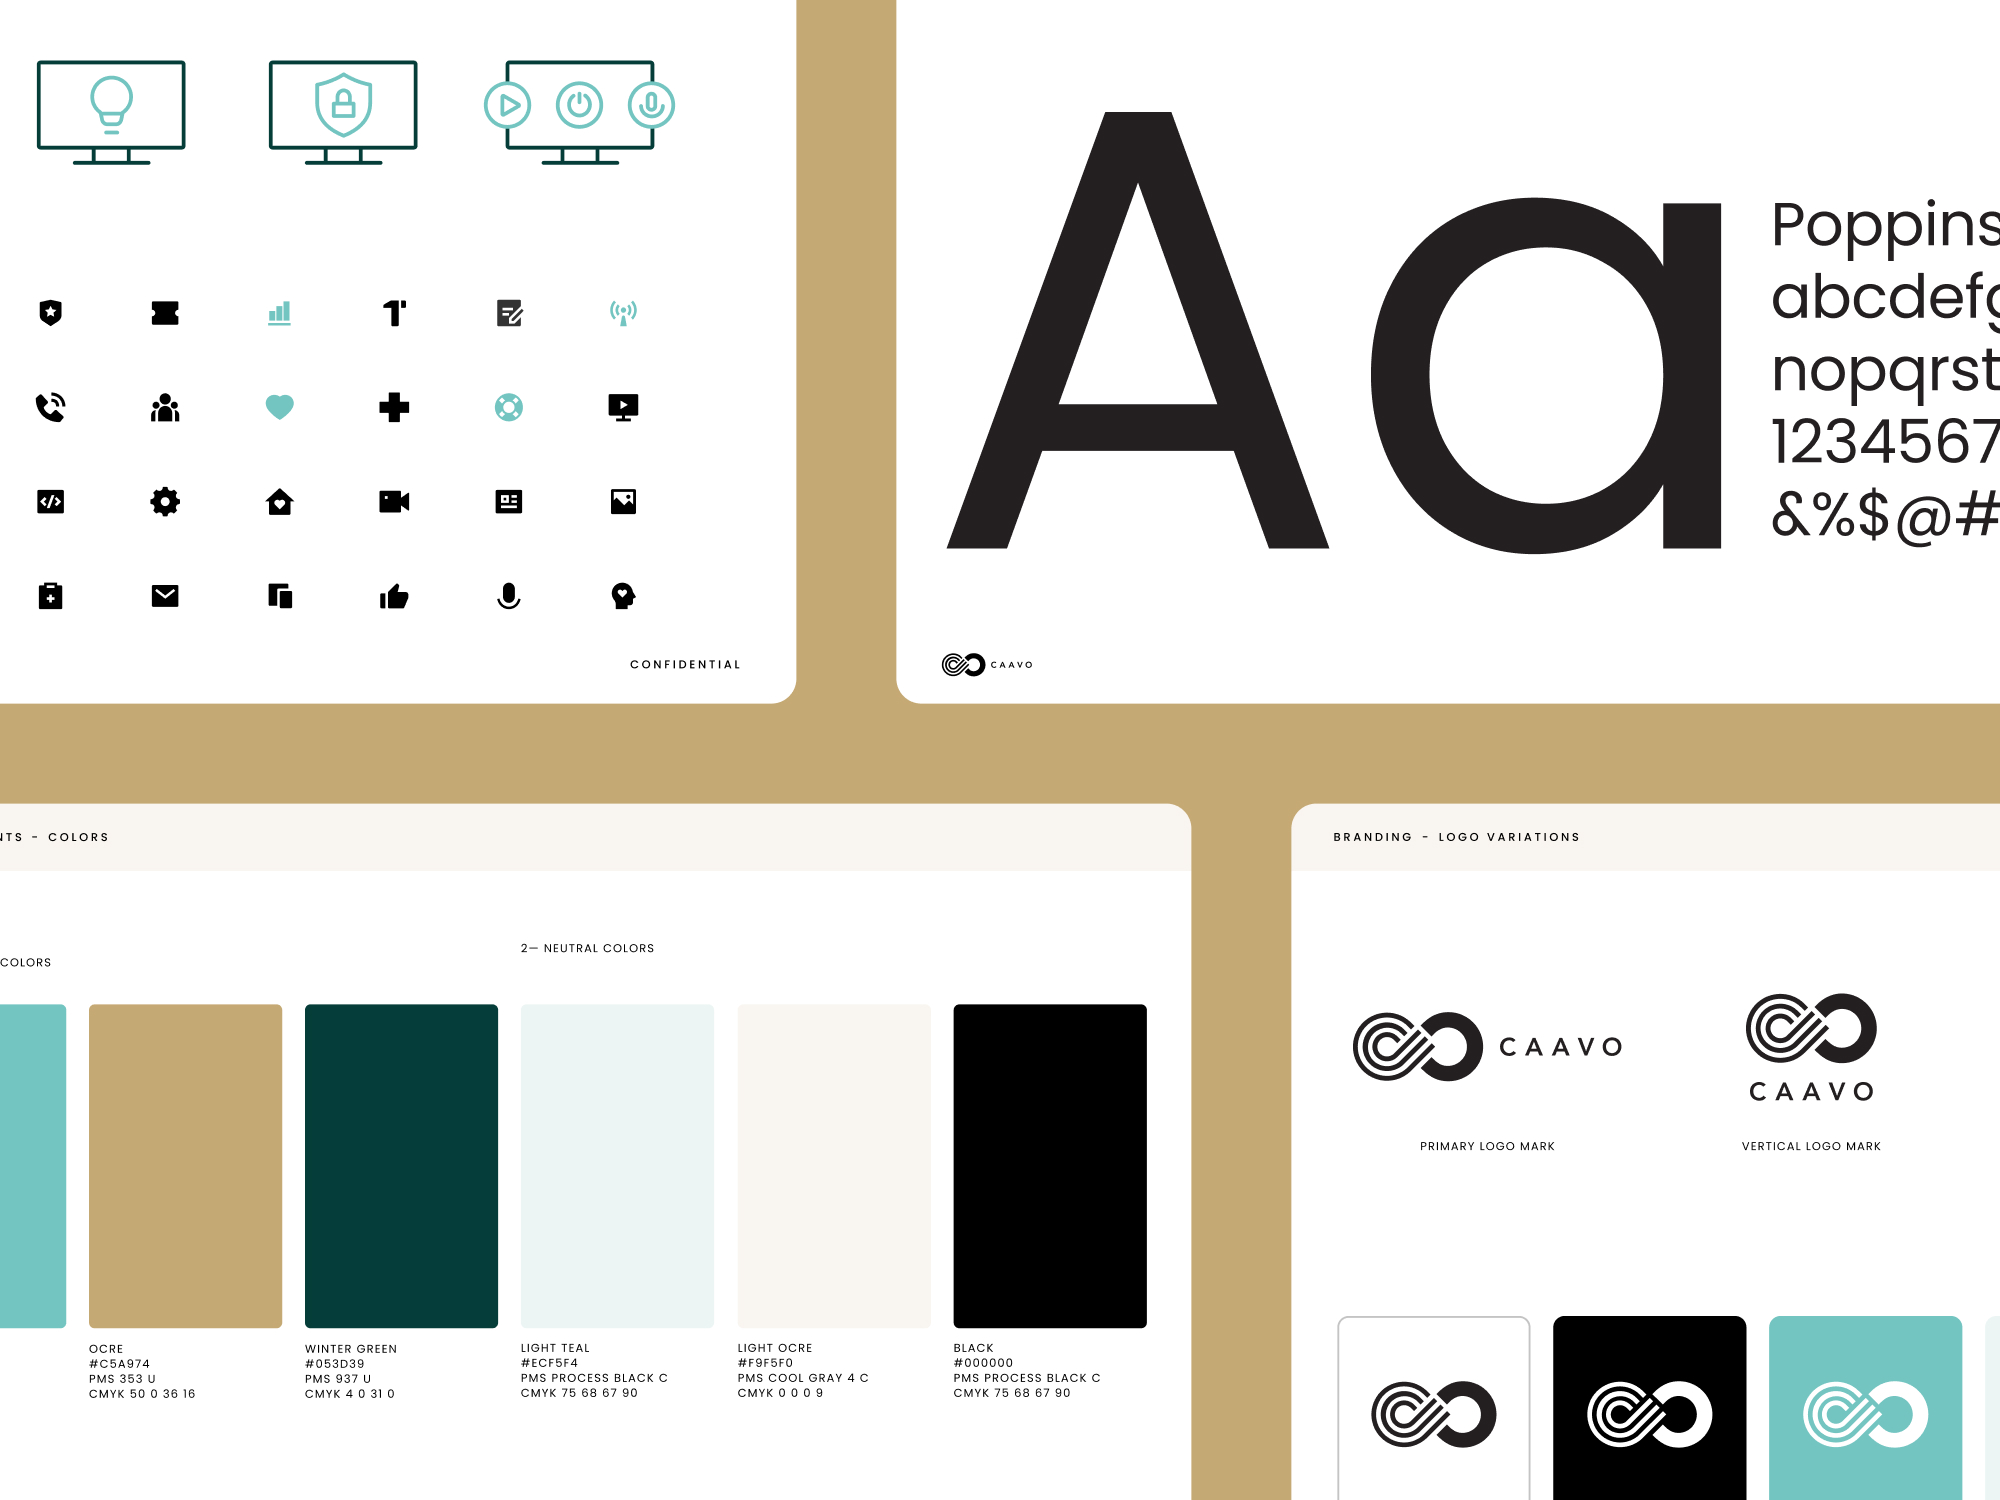 CONFIDENTIAL
Aa
Poppins
abcdefg
nopqrst
1234567
&%$@#
CAAVO
NTS – COLORS
COLORS
2— NEUTRAL COLORS
OCRE
#C5A974
PMS 353 U
CMYK 50 0 36 16
WINTER GREEN
#053D39
PMS 937 U
CMYK 4 0 31 0
LIGHT TEAL
#ECF5F4
PMS PROCESS BLACK C
CMYK 75 68 67 90
LIGHT OCRE
#F9F5F0
PMS COOL GRAY 4 C
CMYK 0 0 0 9
BLACK
#000000
PMS PROCESS BLACK C
CMYK 75 68 67 90
BRANDING – LOGO VARIATIONS
CAAVO
PRIMARY LOGO MARK
CAAVO
VERTICAL LOGO MARK